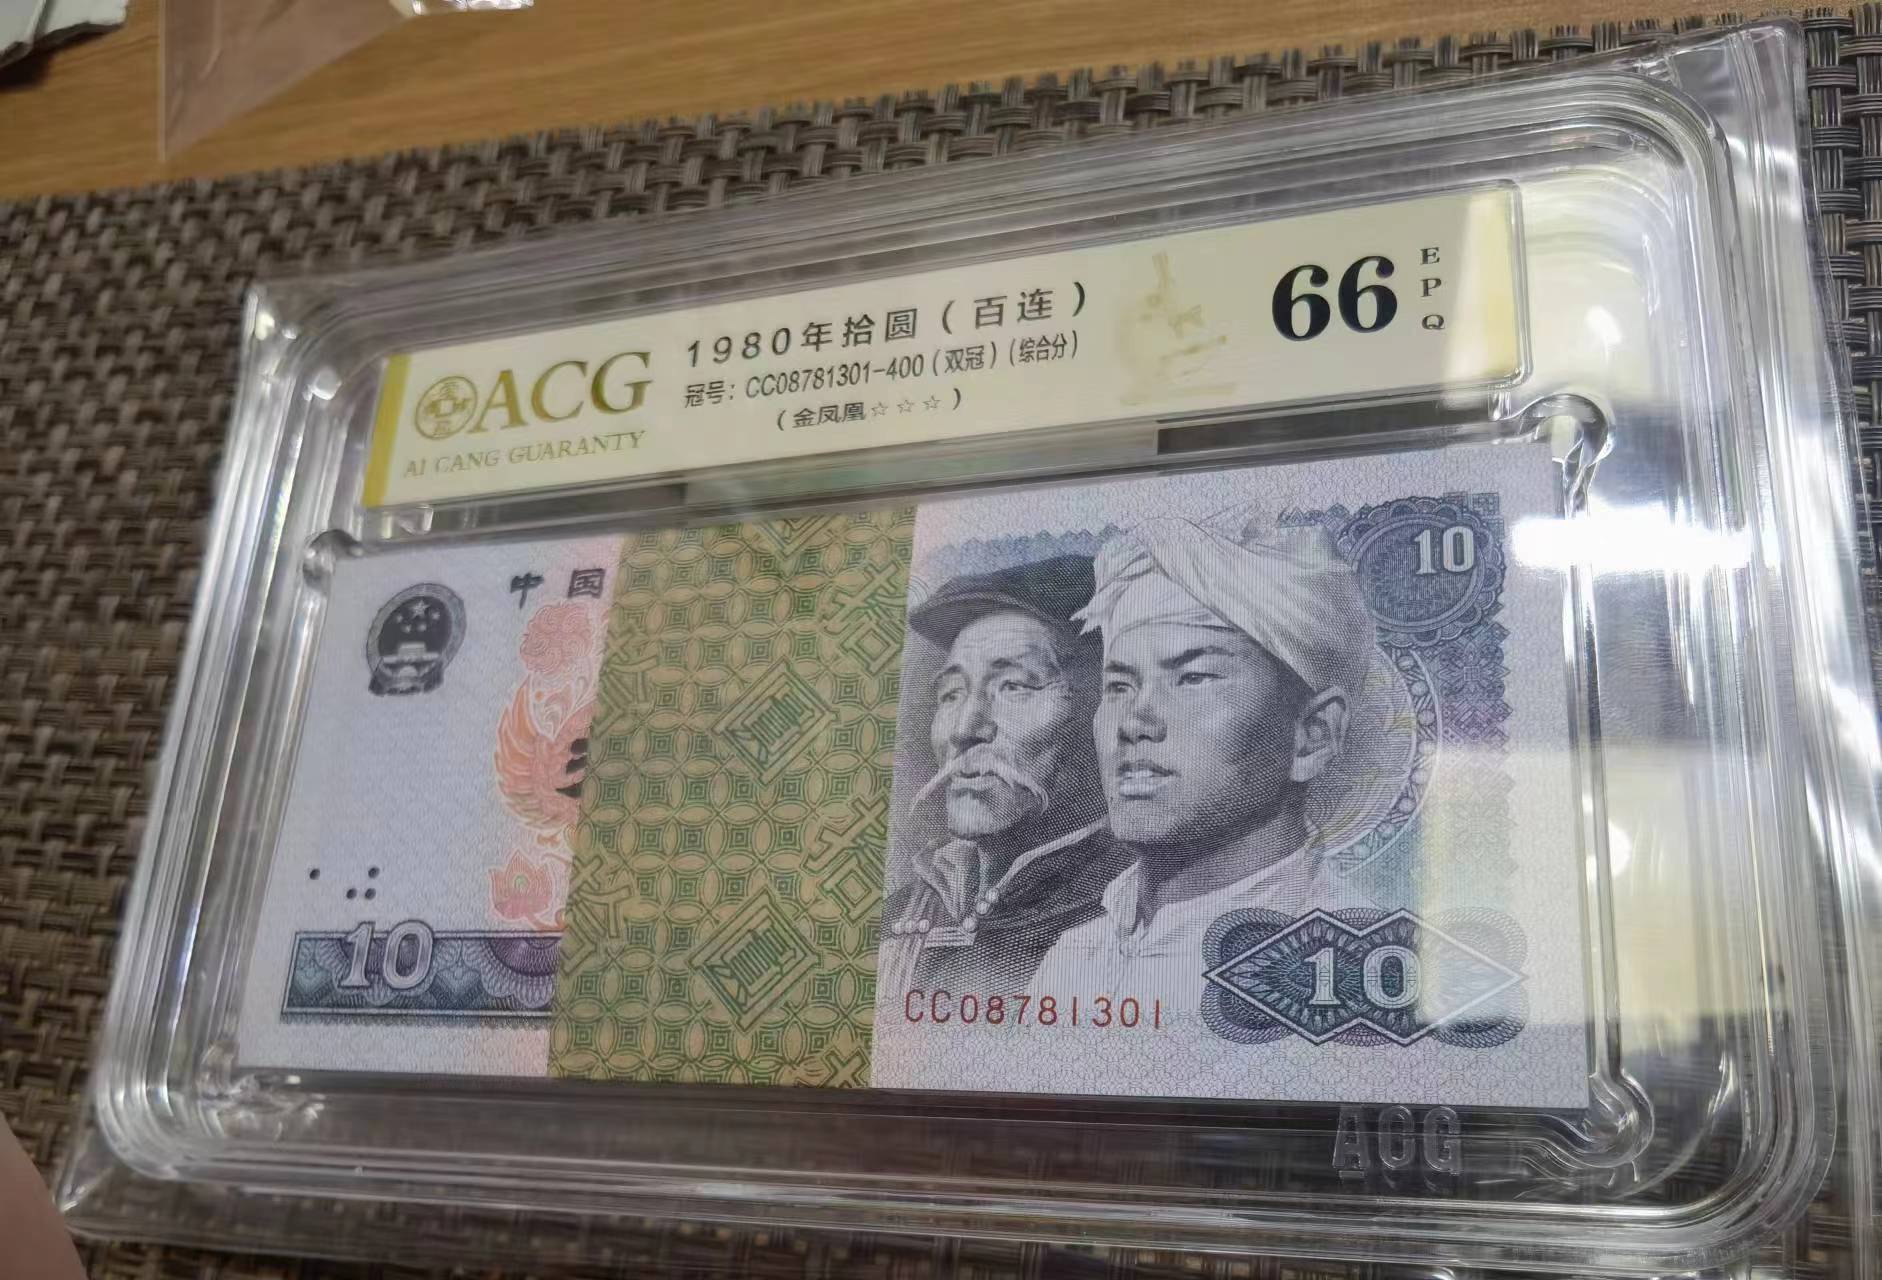 ACG
AI CANG GUARANTY
1980年拾圆（百连）
冠号：CC08781301-400（双冠）（综合分）
（金凤凰☆☆☆）
66
EPQ
中国
10
10
CC08781301
10
ACG